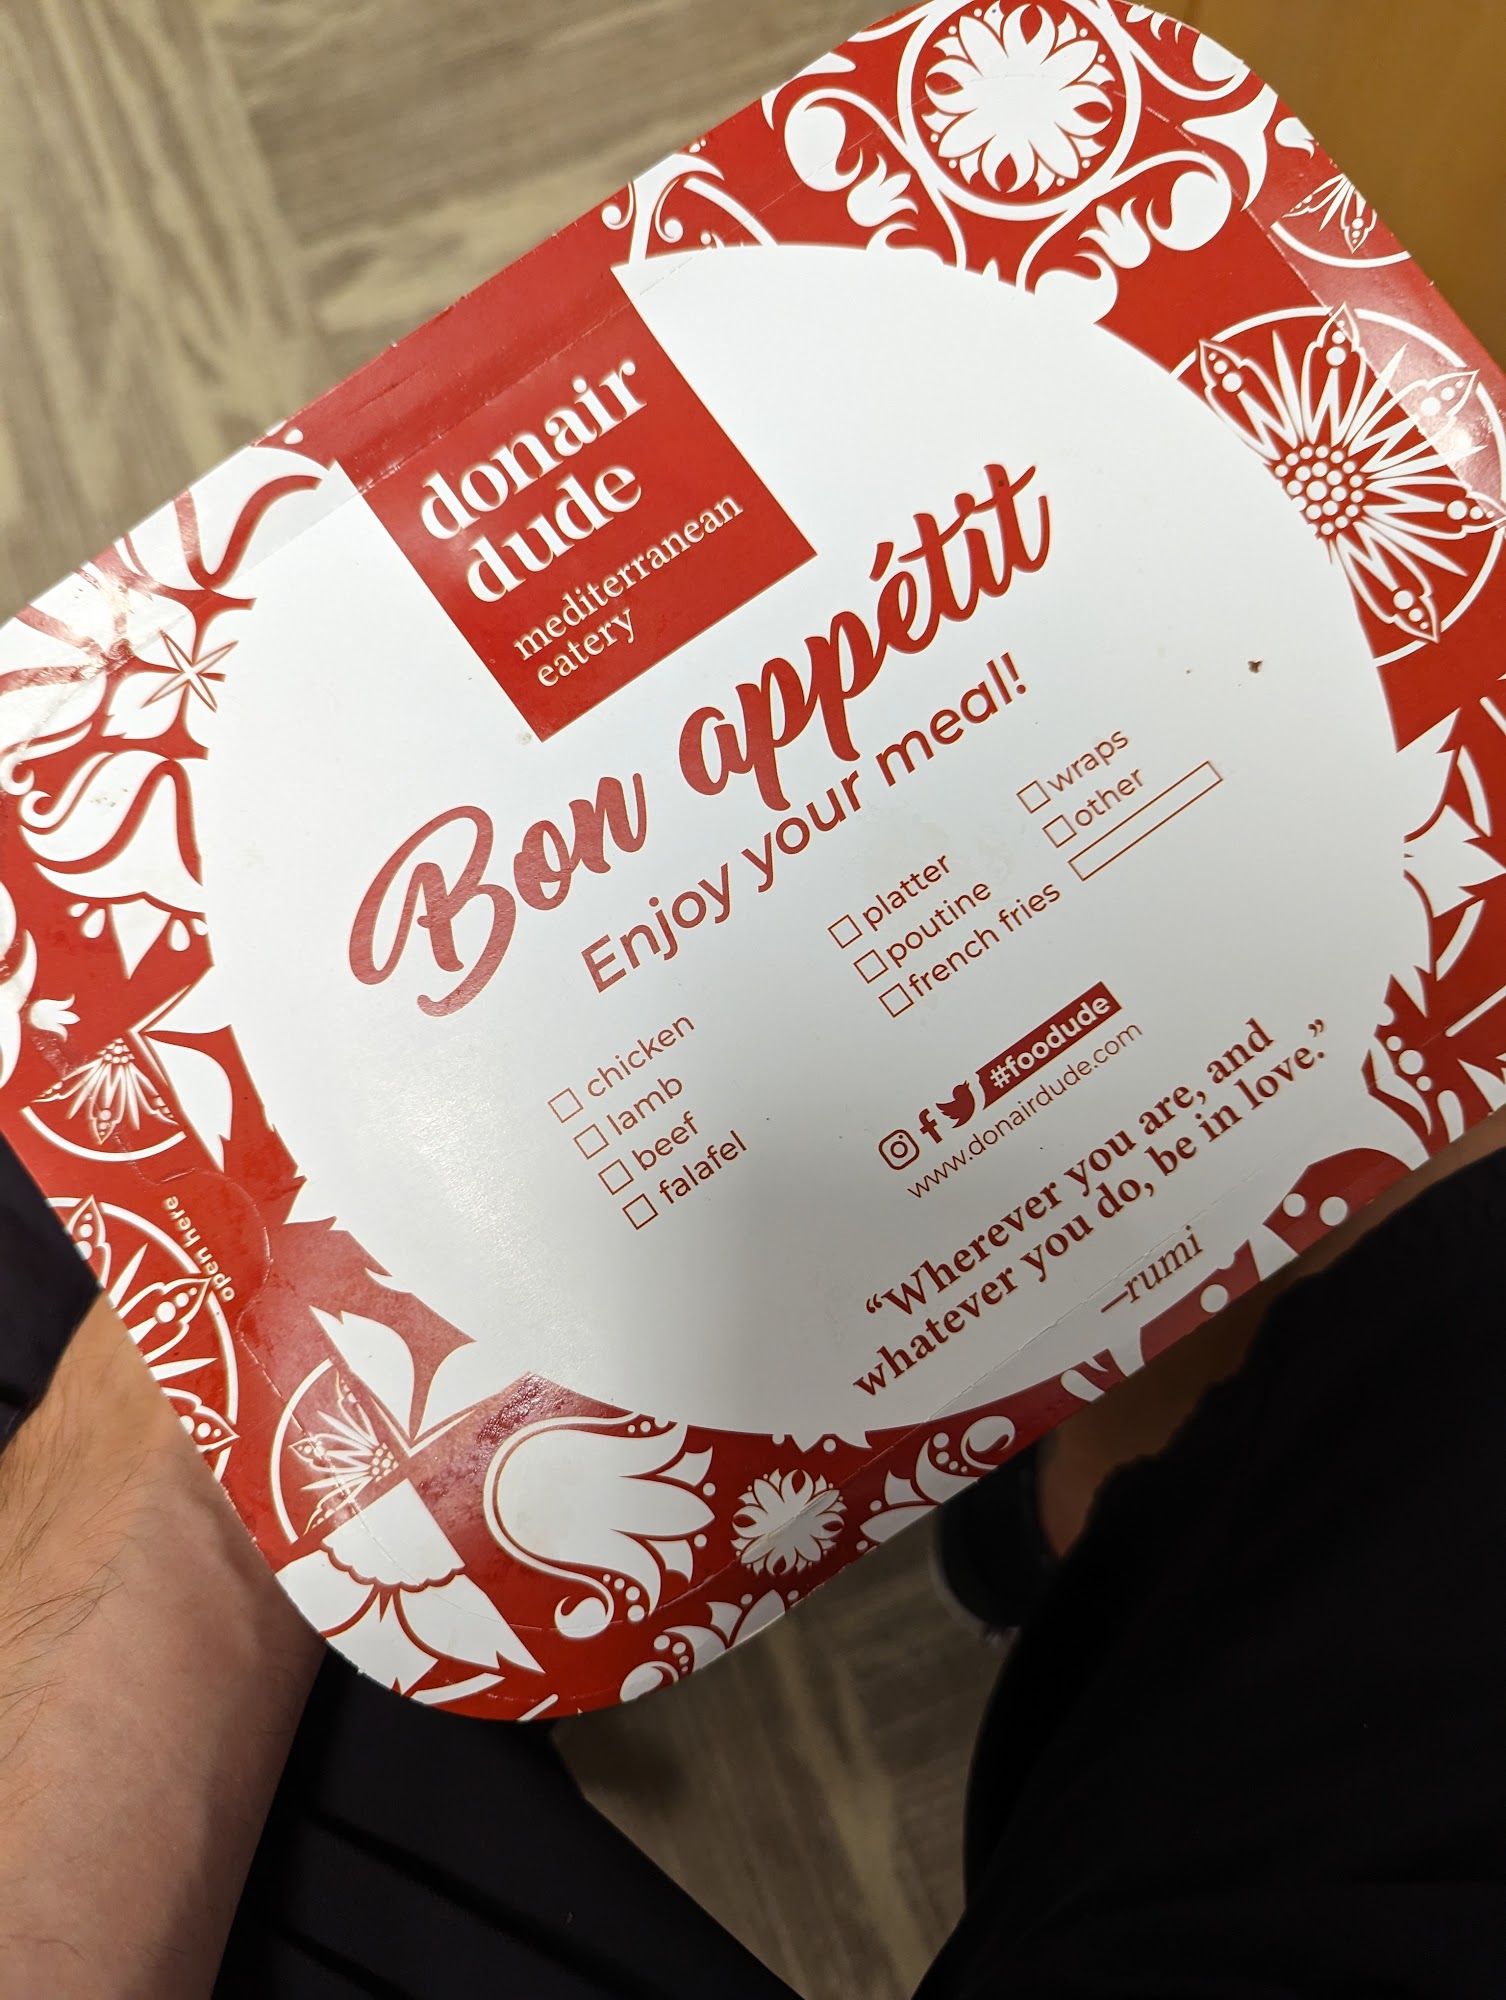 donair
dude
mediterranean
eatery
Bon appétit
Enjoy your meal!
chicken
lamb
beef
falafel
platter
poutine
french fries
wraps
other
#foodude
www.donairdude.com
“Wherever you are, and
whatever you do, be in love.”
—rumi
open here